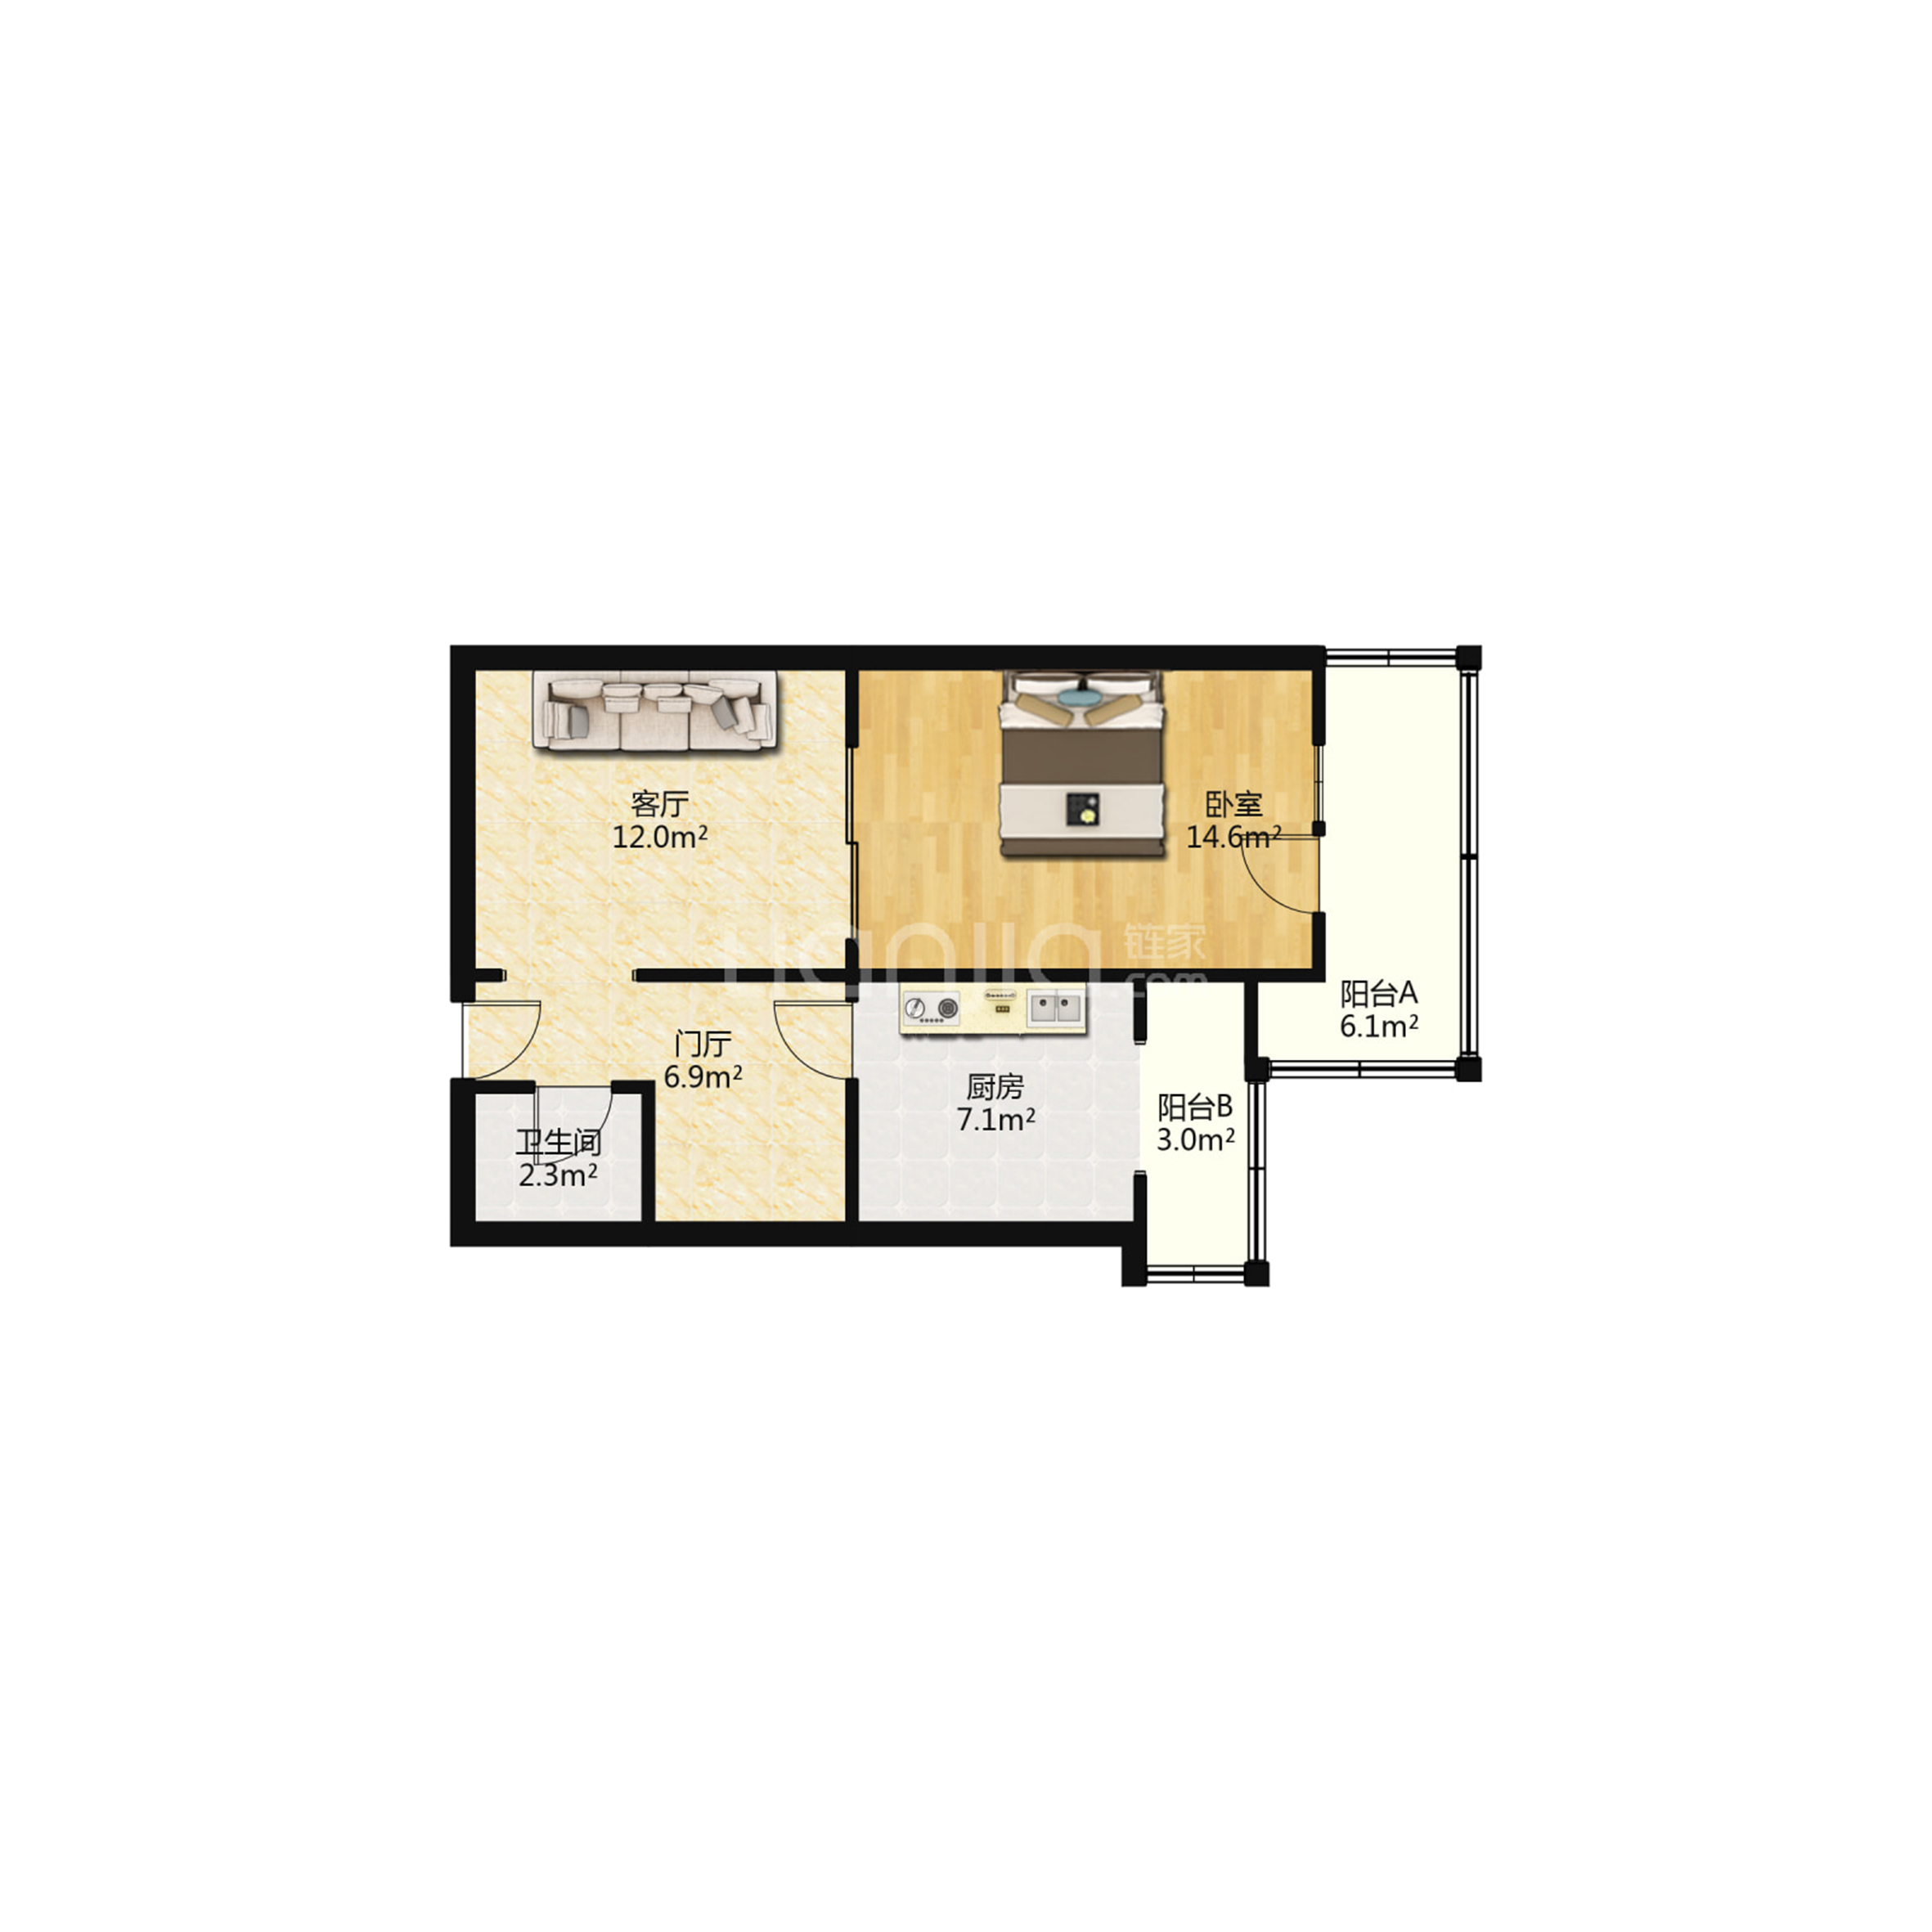 客厅
12.0m²
卧室
14.6m²
lianjia 链家
.com
阳台A
6.1m²
门厅
6.9m²
厨房
7.1m²
阳台B
3.0m²
卫生间
2.3m²